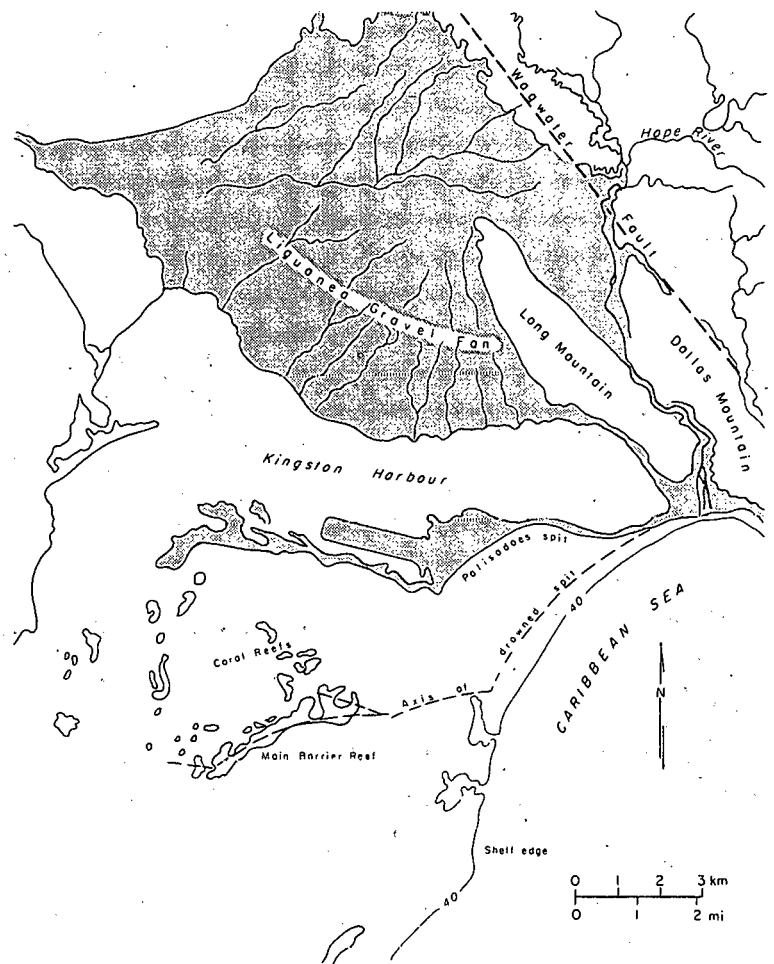 Wagwater
Fault
Hope River
Liguanea Gravel Fan
Long Mountain
Dallas Mountain
Kingston Harbour
Palisadoes spit
Axis of drowned spit
40
CARIBBEAN SEA
Coral Reefs
N
Main Barrier Reef
Shelf edge
40
0 1 2 3 km
0 1 2 mi